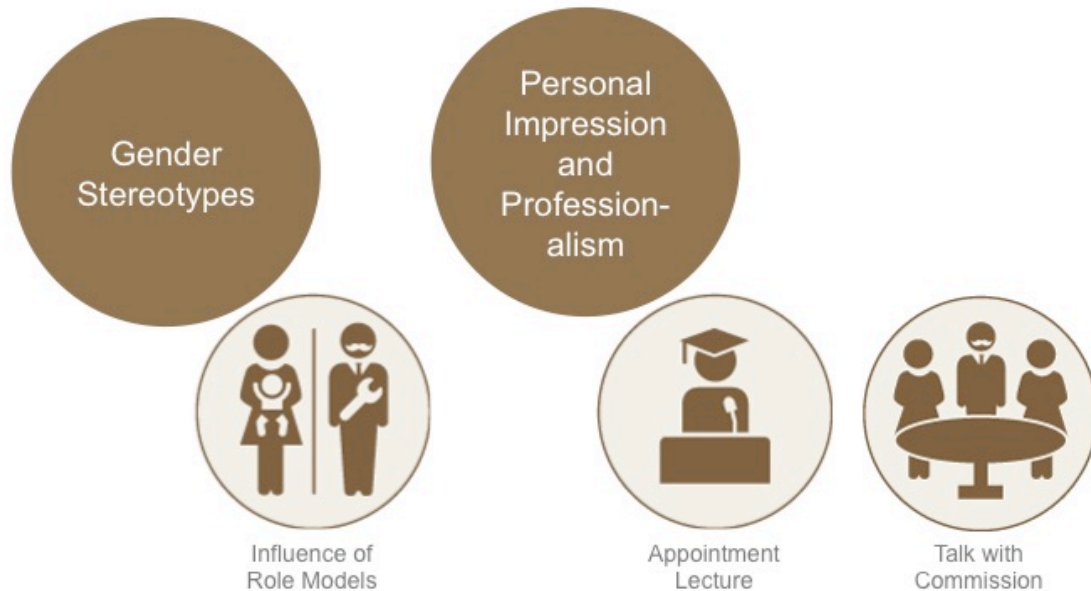 Gender
Stereotypes
Personal
Impression
and
Profession-
alism
Influence of
Role Models
Appointment
Lecture
Talk with
Commission